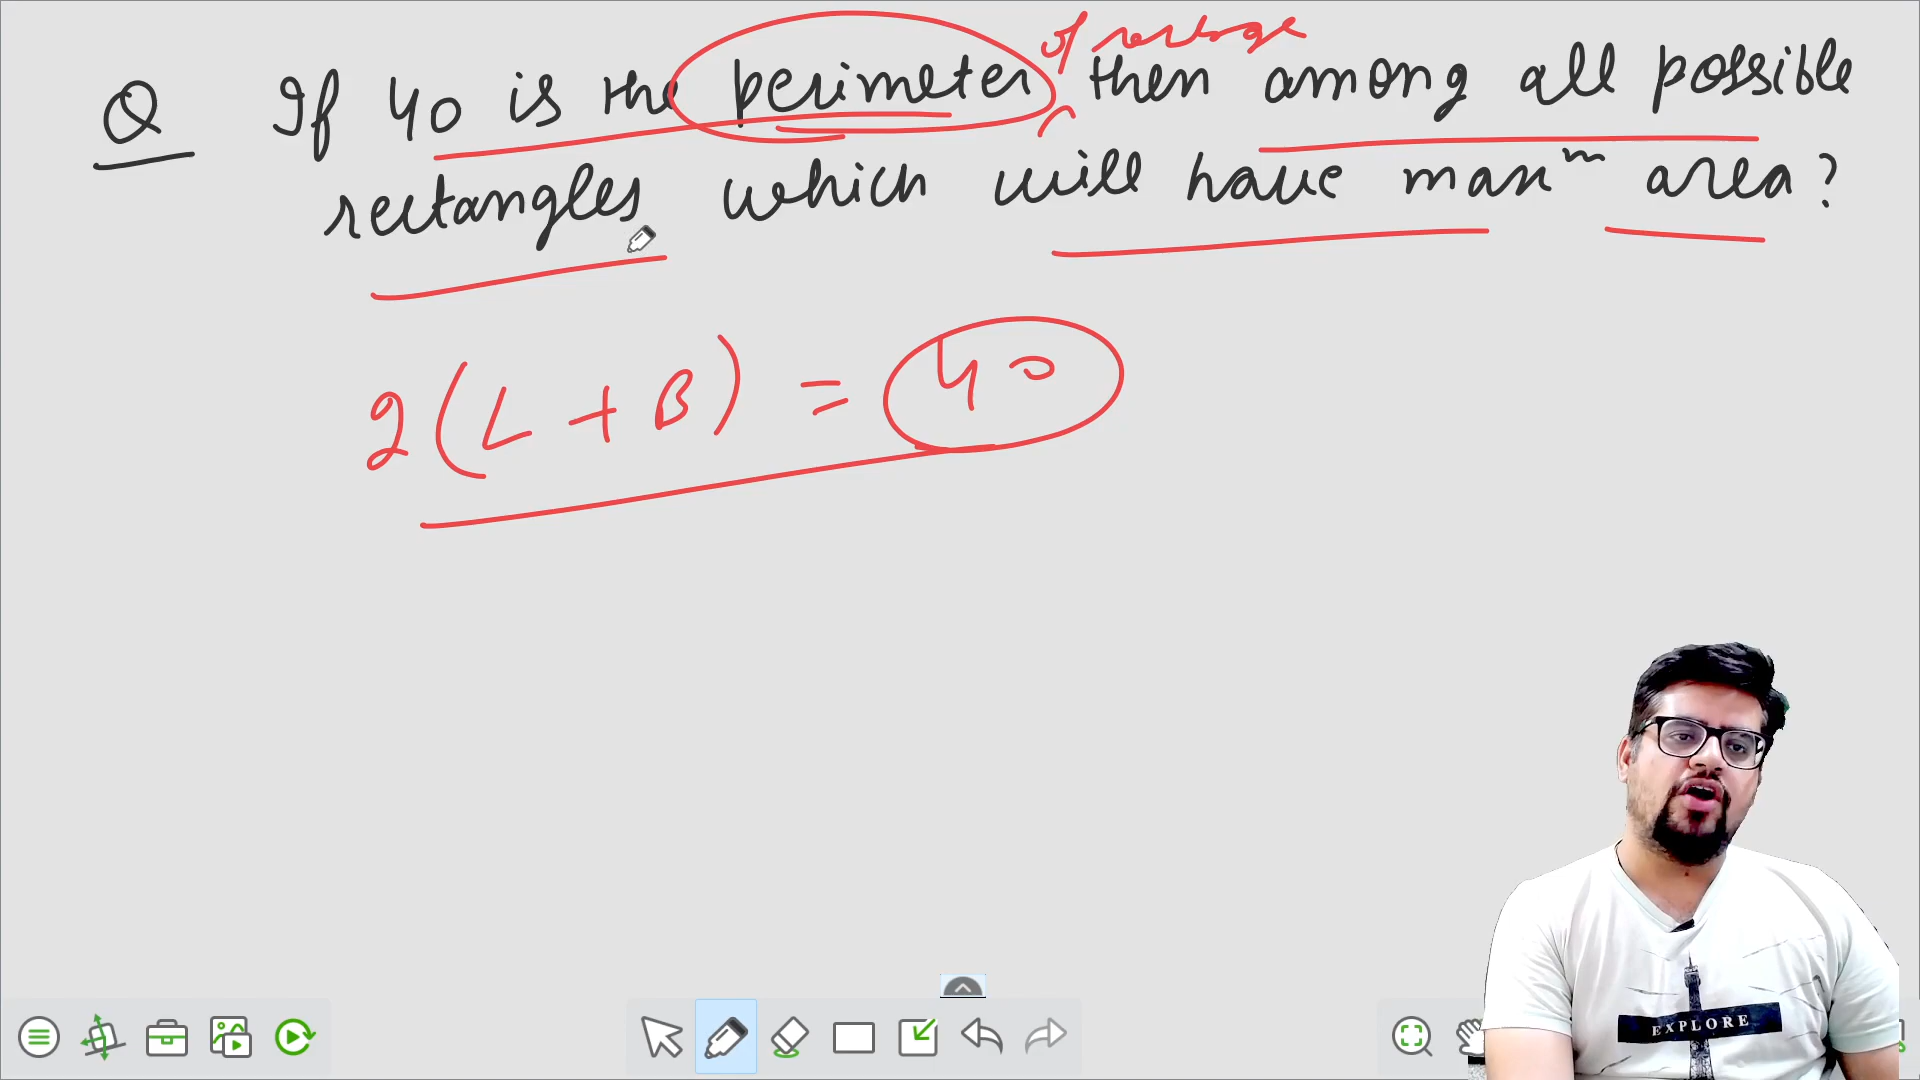 of rectange
Q If 40 is the perimeter then among all possible
rectangles which will have maxᵐ area?
2(L+B) = 40
EXPLORE